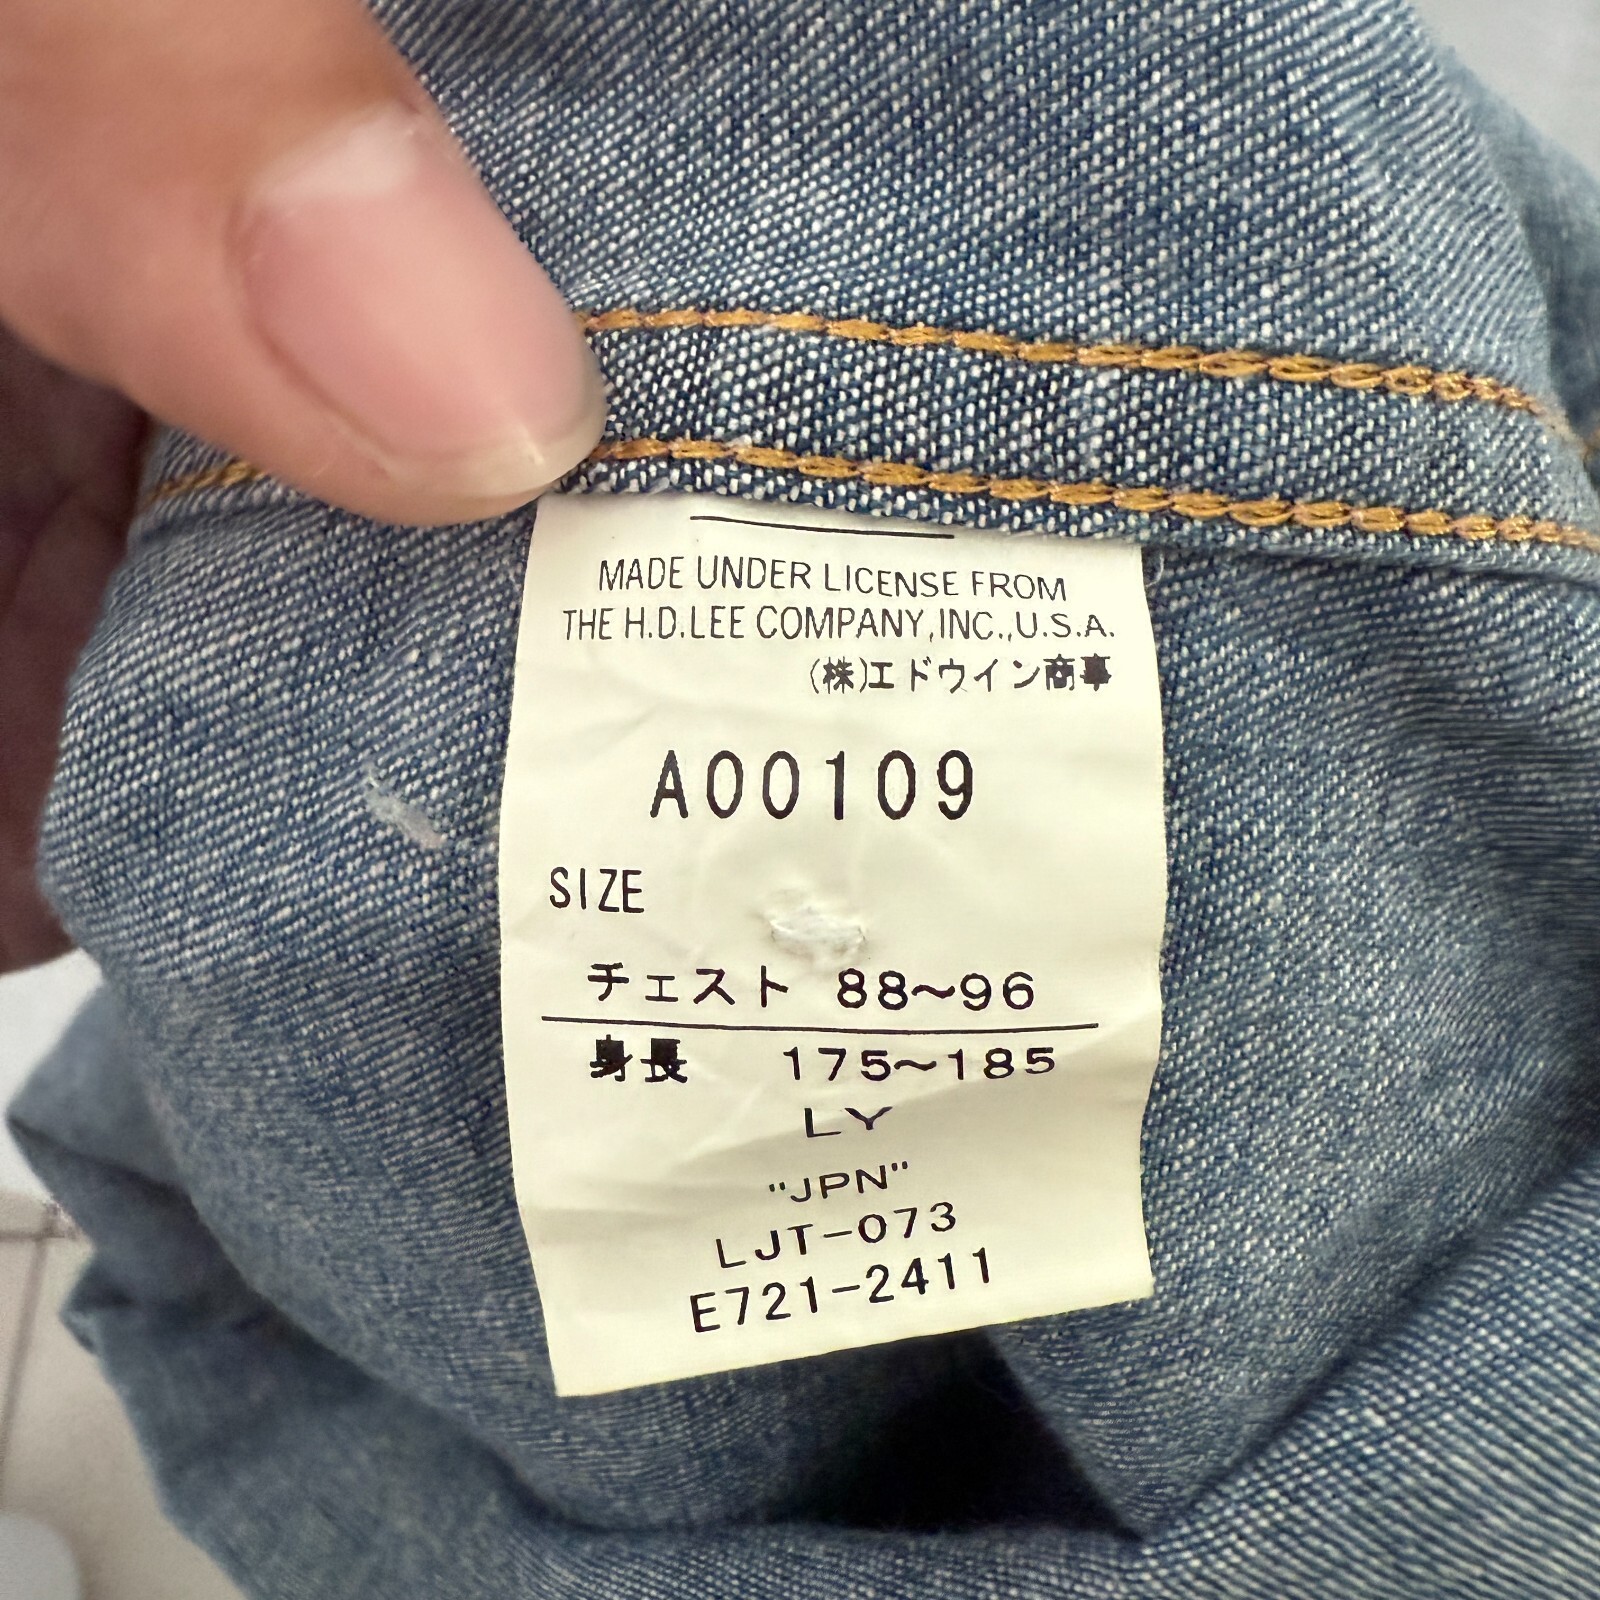 MADE UNDER LICENSE FROM
THE H.D.LEE COMPANY,INC.,U.S.A.
(株)エドウイン商事
A00109
SIZE
チェスト 88~96
身長 175~185
LY
"JPN"
LJT-073
E721-2411